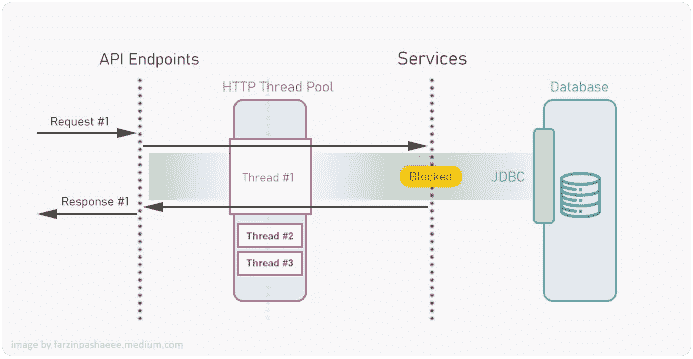 API Endpoints
Services
HTTP Thread Pool
Database
Request #1
Thread #1
Blocked
JDBC
Response #1
Thread #2
Thread #3
image by farzinpashaeee.medium.com